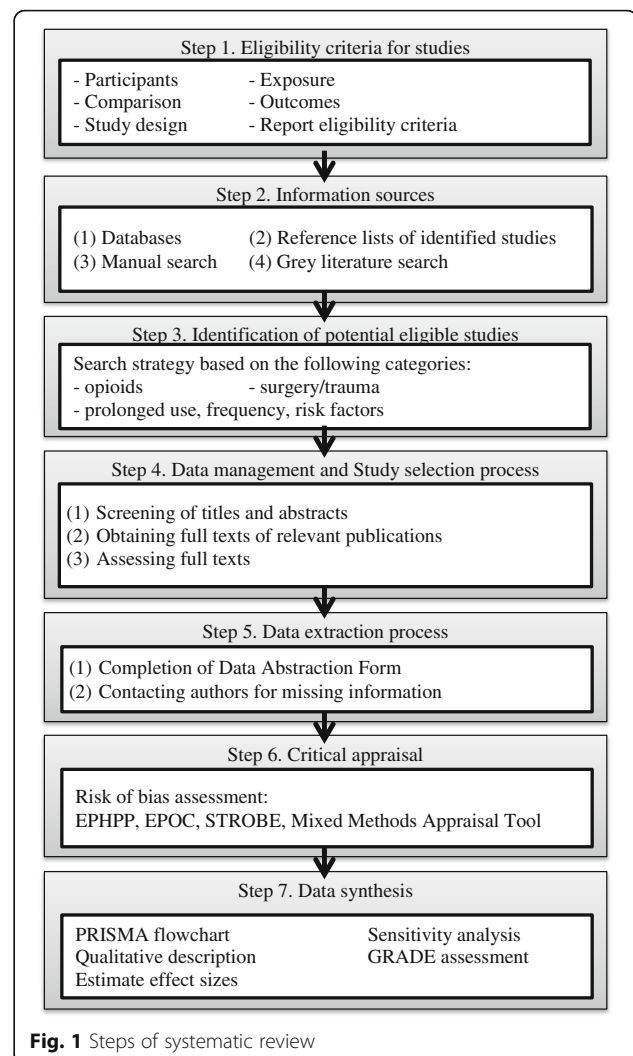 Step 1. Eligibility criteria for studies
- Participants - Exposure
- Comparison - Outcomes
- Study design - Report eligibility criteria
Step 2. Information sources
(1) Databases (2) Reference lists of identified studies
(3) Manual search (4) Grey literature search
Step 3. Identification of potential eligible studies
Search strategy based on the following categories:
- opioids - surgery/trauma
- prolonged use, frequency, risk factors
Step 4. Data management and Study selection process
(1) Screening of titles and abstracts
(2) Obtaining full texts of relevant publications
(3) Assessing full texts
Step 5. Data extraction process
(1) Completion of Data Abstraction Form
(2) Contacting authors for missing information
Step 6. Critical appraisal
Risk of bias assessment:
EPHPP, EPOC, STROBE, Mixed Methods Appraisal Tool
Step 7. Data synthesis
PRISMA flowchart Sensitivity analysis
Qualitative description GRADE assessment
Estimate effect sizes
Fig. 1 Steps of systematic review